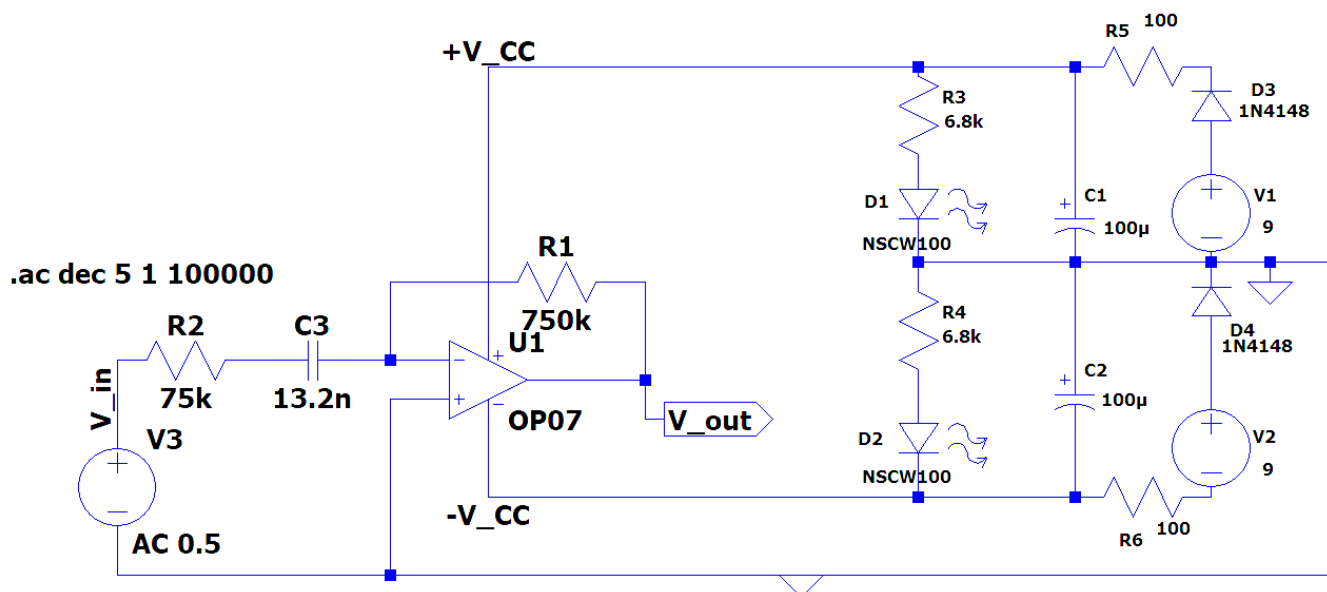 +V_CC
R5
100
D3
1N4148
R3
6.8k
D1
NSCW100
C1
100µ
V1
9
.ac dec 5 1 100000
R1
750k
R2
75k
C3
13.2n
U1
OP07
V_out
V_in
V3
AC 0.5
R4
6.8k
D4
1N4148
C2
100µ
D2
NSCW100
V2
9
-V_CC
R6
100